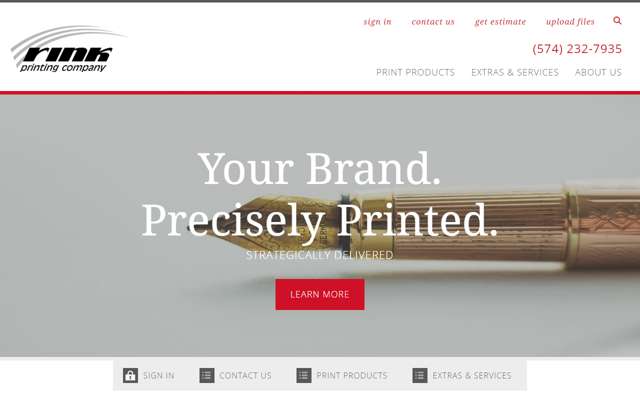 sign in contact us get estimate upload files
rink
printing company
(574) 232-7935
PRINT PRODUCTS EXTRAS & SERVICES ABOUT US
Your Brand.
Precisely Printed.
STRATEGICALLY DELIVERED
LEARN MORE
SIGN IN CONTACT US PRINT PRODUCTS EXTRAS & SERVICES